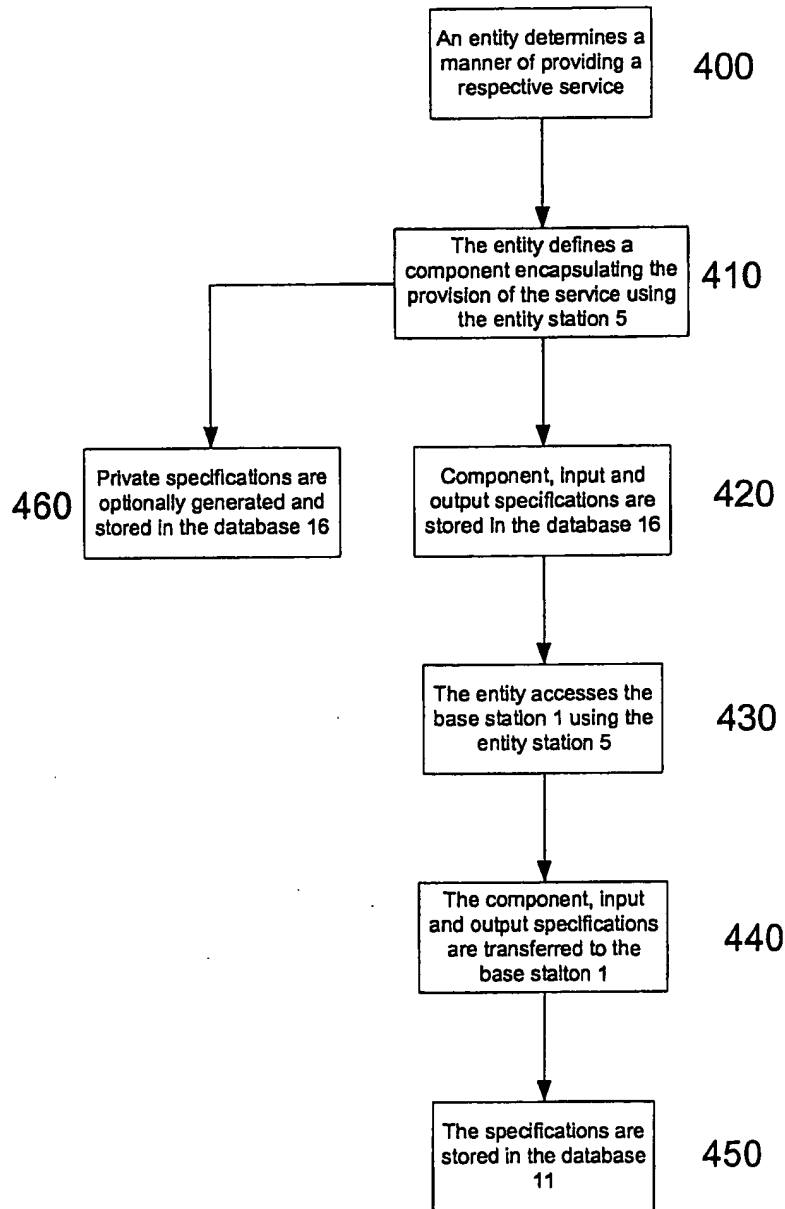 An entity determines a
manner of providing a
respective service
400
The entity defines a
component encapsulating the
provision of the service using
the entity station 5
410
460
Private specifications are
optionally generated and
stored in the database 16
Component, input and
output specifications are
stored in the database 16
420
The entity accesses the
base station 1 using the
entity station 5
430
The component, input
and output specifications
are transferred to the
base stalton 1
440
The specifications are
stored in the database
11
450